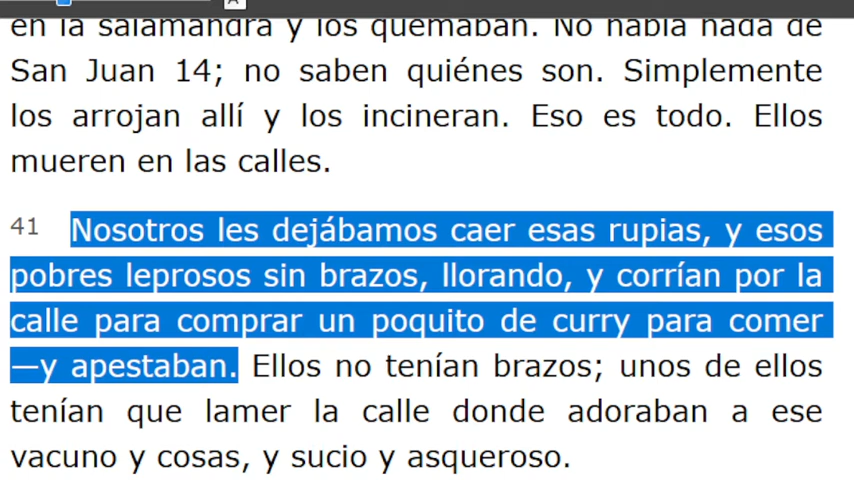 en la salamandra y los quemaban. No había nada de
San Juan 14; no saben quiénes son. Simplemente
los arrojan allí y los incineran. Eso es todo. Ellos
mueren en las calles.
41 Nosotros les dejábamos caer esas rupias, y esos
pobres leprosos sin brazos, llorando, y corrían por la
calle para comprar un poquito de curry para comer
—y apestaban. Ellos no tenían brazos; unos de ellos
tenían que lamer la calle donde adoraban a ese
vacuno y cosas, y sucio y asqueroso.